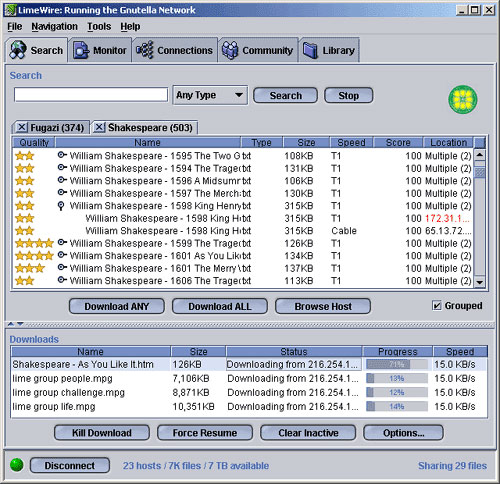 LimeWire: Running the Gnutella Network
File Navigation Tools Help
Search Monitor Connections Community Library
Search
Any Type Search Stop
Fugazi (374) Shakespeare (503)
Quality Name Type Size Speed Score Location
William Shakespeare - 1595 The Two G txt 108KB T1 100 Multiple (2)
William Shakespeare - 1594 The Trage txt 131KB T1 100 Multiple (2)
William Shakespeare - 1596 A Midsumr txt 106KB T1 100 Multiple (2)
William Shakespeare - 1597 The Merch txt 130KB T1 100 Multiple (2)
William Shakespeare - 1598 King Henry txt 315KB T1 100 Multiple (2)
William Shakespeare - 1598 King He txt 315KB T1 100 172.31.1...
William Shakespeare - 1598 King He txt 315KB Cable 100 65.13.72....
William Shakespeare - 1599 The Trage txt 126KB T1 100 Multiple (2)
William Shakespeare - 1601 As You Like txt 134KB T1 100 Multiple (2)
William Shakespeare - 1601 The Merry txt 137KB T1 100 Multiple (2)
William Shakespeare - 1606 The Trage txt 113KB T1 100 Multiple (2)
Download ANY Download ALL Browse Host Grouped
Downloads
Name Size Status Progress Speed
Shakespeare - As You Like It.htm 126KB Downloading from 216.254.1... 71% 15.0 KB/s
lime group people.mpg 7,106KB Downloading from 216.254.1... 13% 15.0 KB/s
lime group challenge.mpg 8,871KB Downloading from 216.254.1... 12% 15.0 KB/s
lime group life.mpg 10,351KB Downloading from 216.254.1... 14% 15.0 KB/s
Kill Download Force Resume Clear Inactive Options...
Disconnect 23 hosts / 7K files / 7 TB available Sharing 29 files